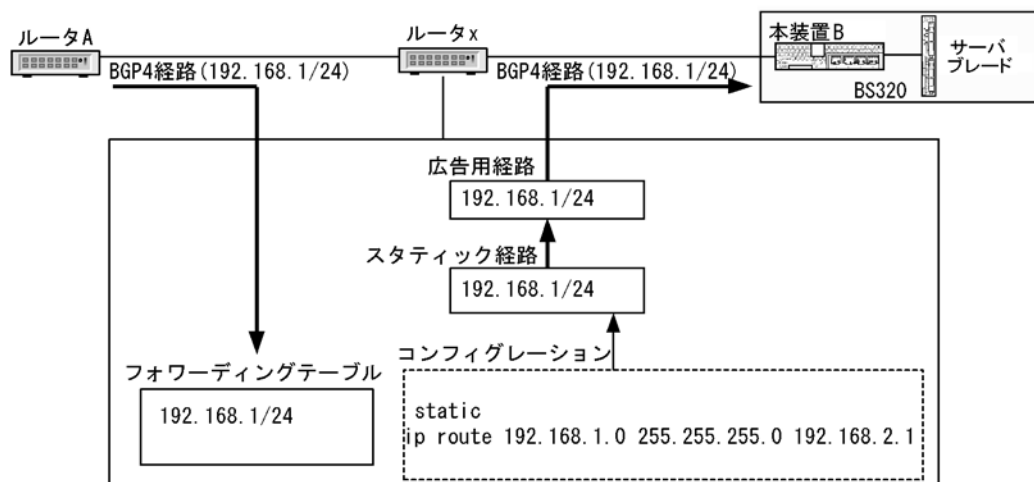 ルータA
ルータx
本装置B
サーバ
ブレード
BS320
BGP4経路(192.168.1/24)
BGP4経路(192.168.1/24)
広告用経路
192.168.1/24
スタティック経路
192.168.1/24
コンフィグレーション
static
ip route 192.168.1.0 255.255.255.0 192.168.2.1
フォワーディングテーブル
192.168.1/24